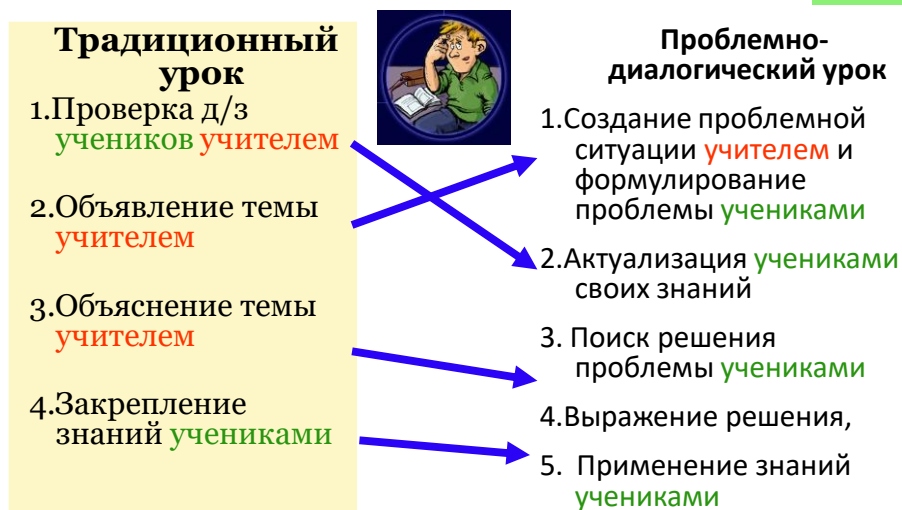 Традиционный
урок
1.Проверка д/з
учеников учителем
2.Объявление темы
учителем
3.Объяснение темы
учителем
4.Закрепление
знаний учениками
Проблемно-
диалогический урок
1.Создание проблемной
ситуации учителем и
формулирование
проблемы учениками
2.Актуализация учениками
своих знаний
3. Поиск решения
проблемы учениками
4.Выражение решения,
5. Применение знаний
учениками